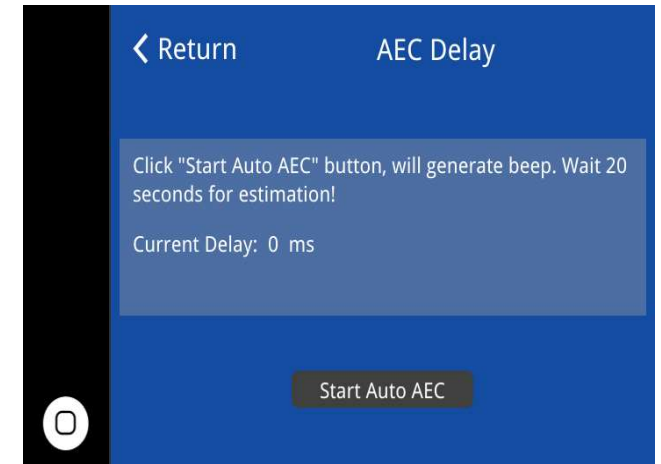 Return
AEC Delay
Click "Start Auto AEC" button, will generate beep. Wait 20
seconds for estimation!
Current Delay: 0 ms
Start Auto AEC